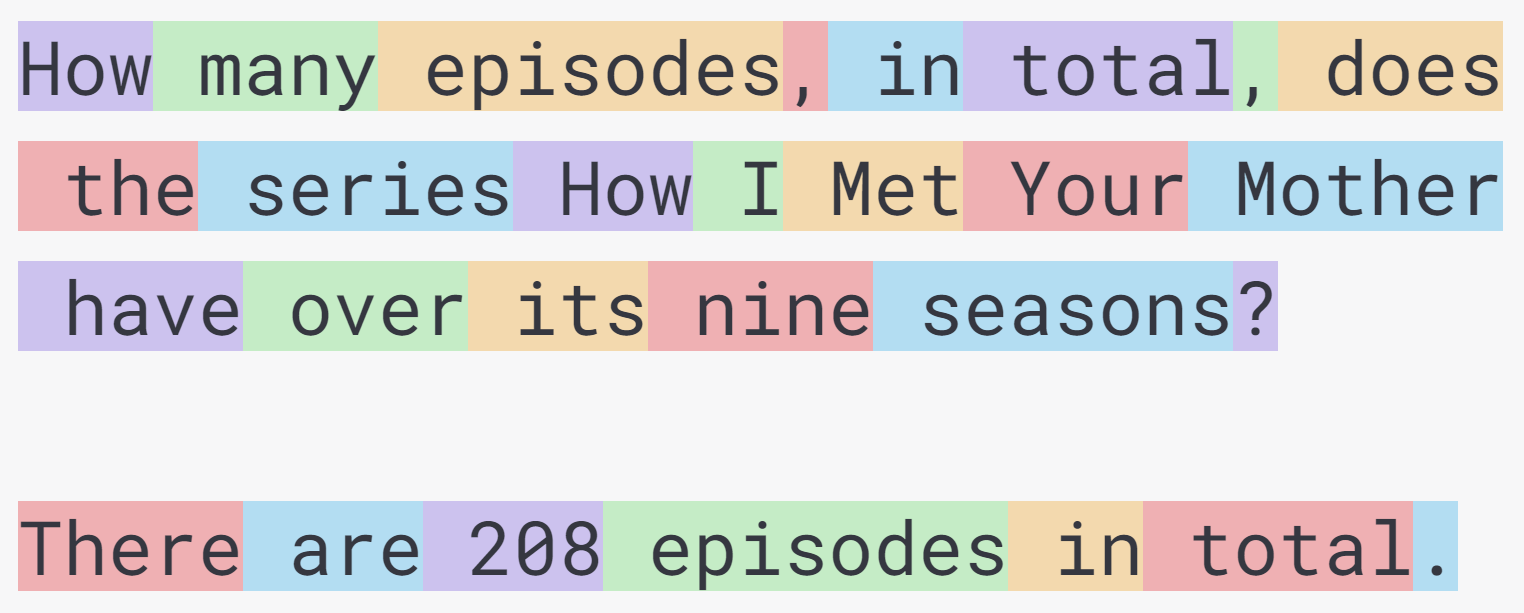 How many episodes, in total, does
the series How I Met Your Mother
have over its nine seasons?
There are 208 episodes in total.